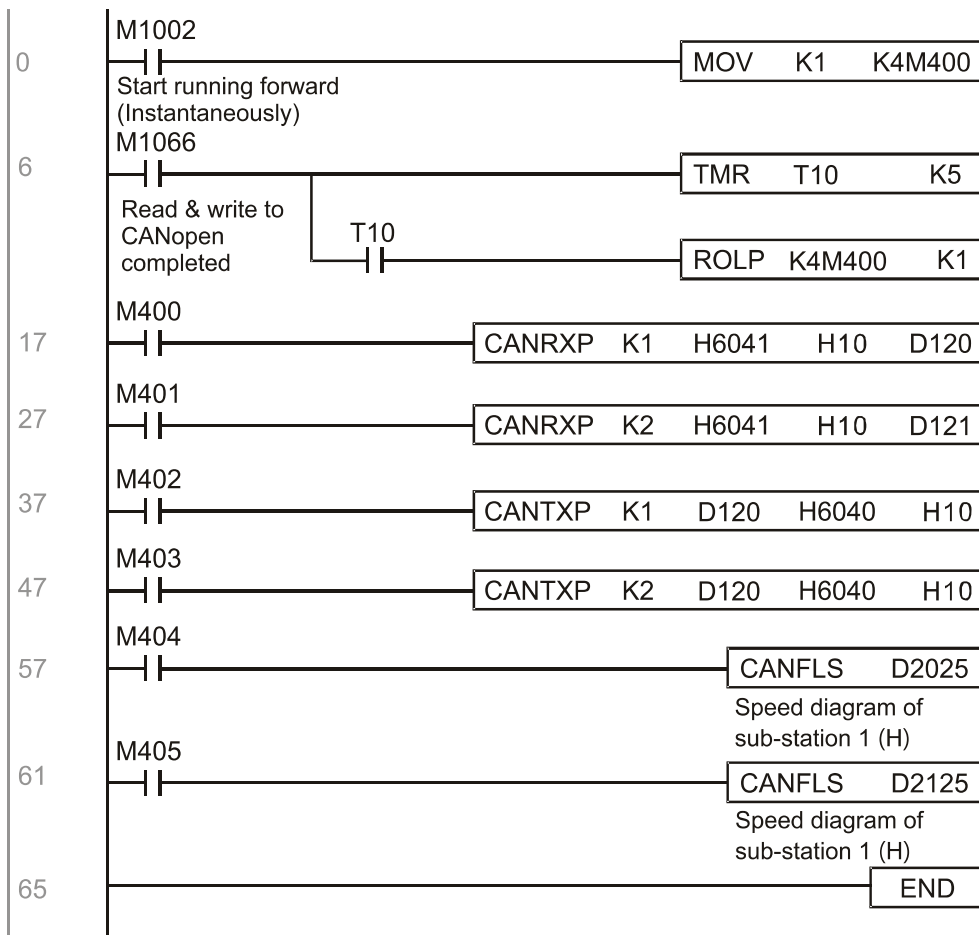 M1002
0 MOV K1 K4M400
Start running forward
(Instantaneously)
M1066
6 TMR T10 K5
Read & write to
CANopen
completed
T10
ROLP K4M400 K1
M400
17 CANRXP K1 H6041 H10 D120
M401
27 CANRXP K2 H6041 H10 D121
M402
37 CANTXP K1 D120 H6040 H10
M403
47 CANTXP K2 D120 H6040 H10
M404
57 CANFLS D2025
Speed diagram of
sub-station 1 (H)
M405
61 CANFLS D2125
Speed diagram of
sub-station 1 (H)
65 END